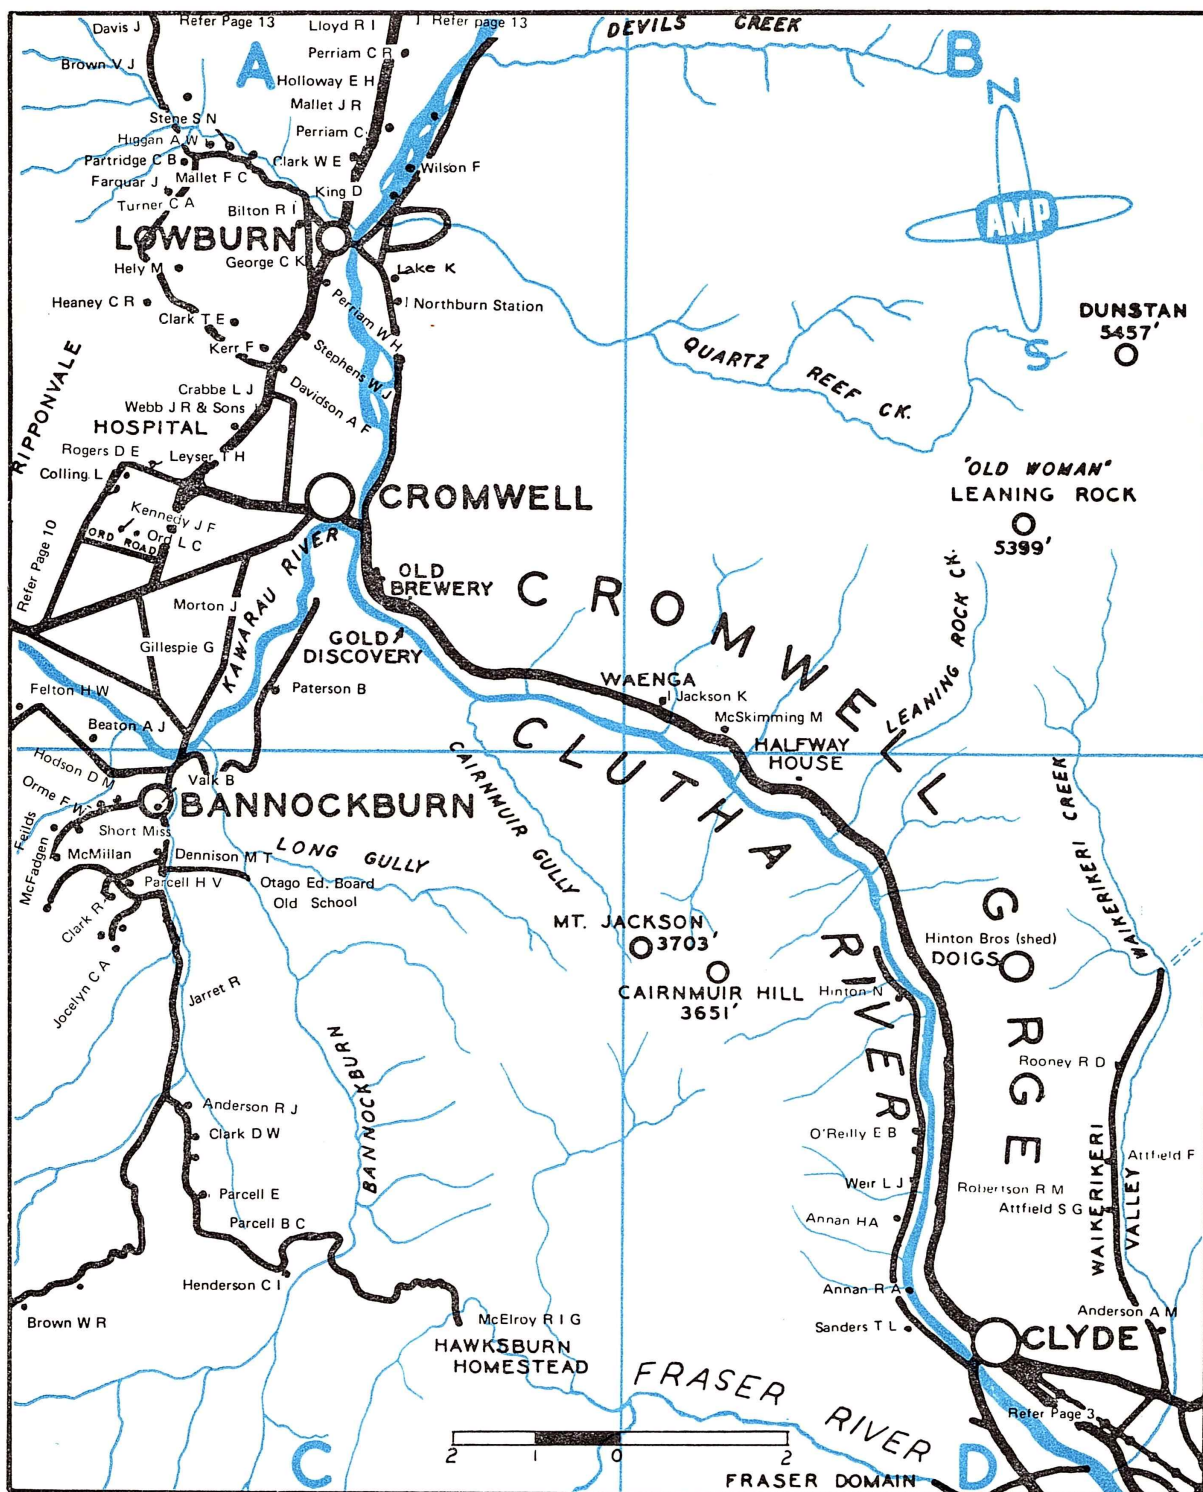 Davis J
Refer Page 13
Lloyd R I
Refer page 13
DEVILS CREEK
A
B
Brown V J
Perriam C R
Holloway E H
Mallet J R
Stene S N
Perriam C
Higgan A W
Partridge C B
Clark W E
Mallet F C
Wilson F
Farquar J
King D
Turner C A
Bilton R I
LOWBURN
N
AMP
S
George C K
Lake K
Hely M
Northburn Station
Heaney C R
Perriam W H
Clark T E
DUNSTAN
5457'
Kerr F
Stephens W J
QUARTZ REEF CK.
Davidson A F
Crabbe L J
Webb J R & Sons
RIPPONVALE
HOSPITAL
Rogers D E
Leyser T H
Colling L
"OLD WOMAN"
LEANING ROCK
5399'
CROMWELL
Kennedy J F
Ord L C
ORD ROAD
Refer Page 10
KAWARAU RIVER
OLD
BREWERY
CROMWELL
GORGE
LEANING ROCK CK.
Morton J
Gillespie G
GOLD
DISCOVERY
Felton H W
Paterson B
WAENGA
Jackson K
McSkimming M
CLUTHA
RIVER
HALFWAY
HOUSE
Beaton A J
Hodson D M
Valk B
CAIRNMUIR GULLY
WAIKERIKERI CREEK
Orme F W
BANNOCKBURN
Feilds
Short Miss
McFadgen
McMillan
Dennison M T
LONG GULLY
Parcell H V
Otago Ed. Board
Old School
Clark R
MT. JACKSON
3703'
Hinton Bros (shed)
DOIGS
Jocelyn C A
CAIRNMUIR HILL
3651'
Hinton N
Jarret R
BANNOCKBURN
Rooney R D
Anderson R J
Clark D W
O'Reilly E B
WAIKERIKERI
VALLEY
Attfield F
Parcell E
Weir L J
Robertson R M
Attfield S G
Parcell B C
Annan H A
Henderson C I
Annan R A
Anderson A M
Brown W R
McElroy R I G
HAWKSBURN
HOMESTEAD
Sanders T L
CLYDE
FRASER RIVER
Refer Page 3
2 1 0 2
C
D
FRASER DOMAIN